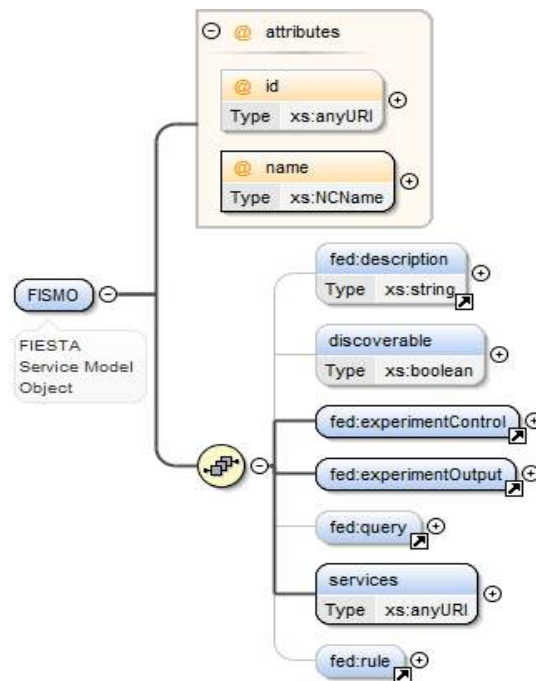 @ attributes
@ id
Type xs:anyURI
@ name
Type xs:NCName
FISMO
FIESTA
Service Model
Object
fed:description
Type xs:string
discoverable
Type xs:boolean
fed:experimentControl
fed:experimentOutput
fed:query
services
Type xs:anyURI
fed:rule